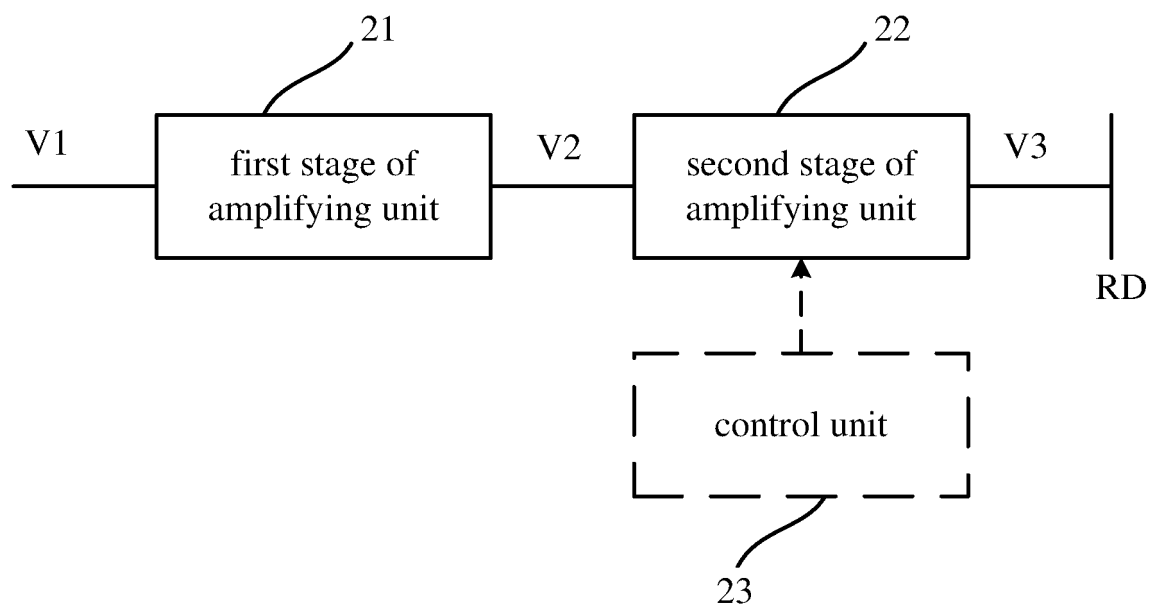 21
22
V1
first stage of
amplifying unit
V2
second stage of
amplifying unit
V3
RD
control unit
23